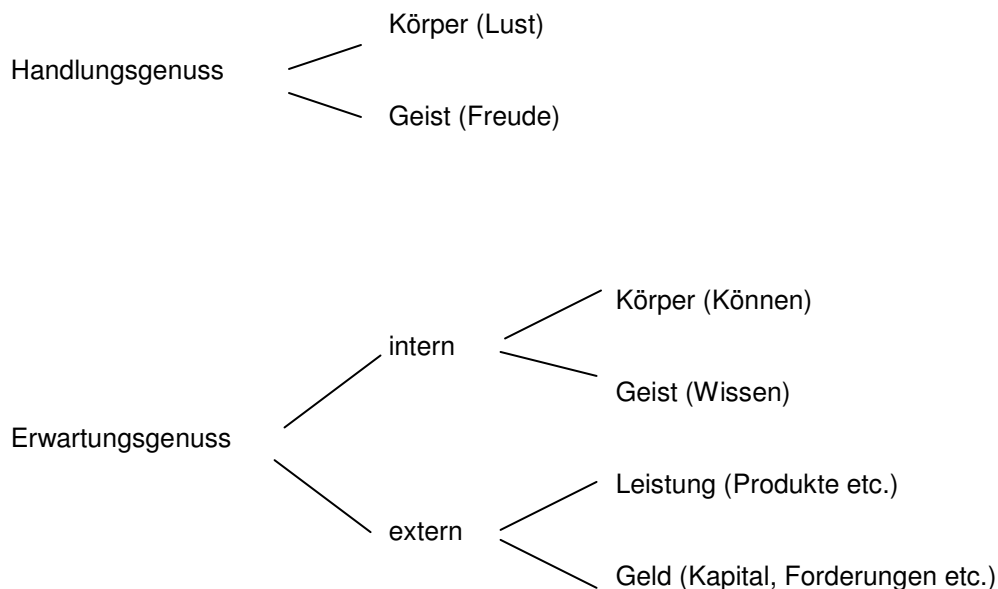 Körper (Lust)
Handlungsgenuss
Geist (Freude)
Körper (Können)
intern
Geist (Wissen)
Erwartungsgenuss
Leistung (Produkte etc.)
extern
Geld (Kapital, Forderungen etc.)